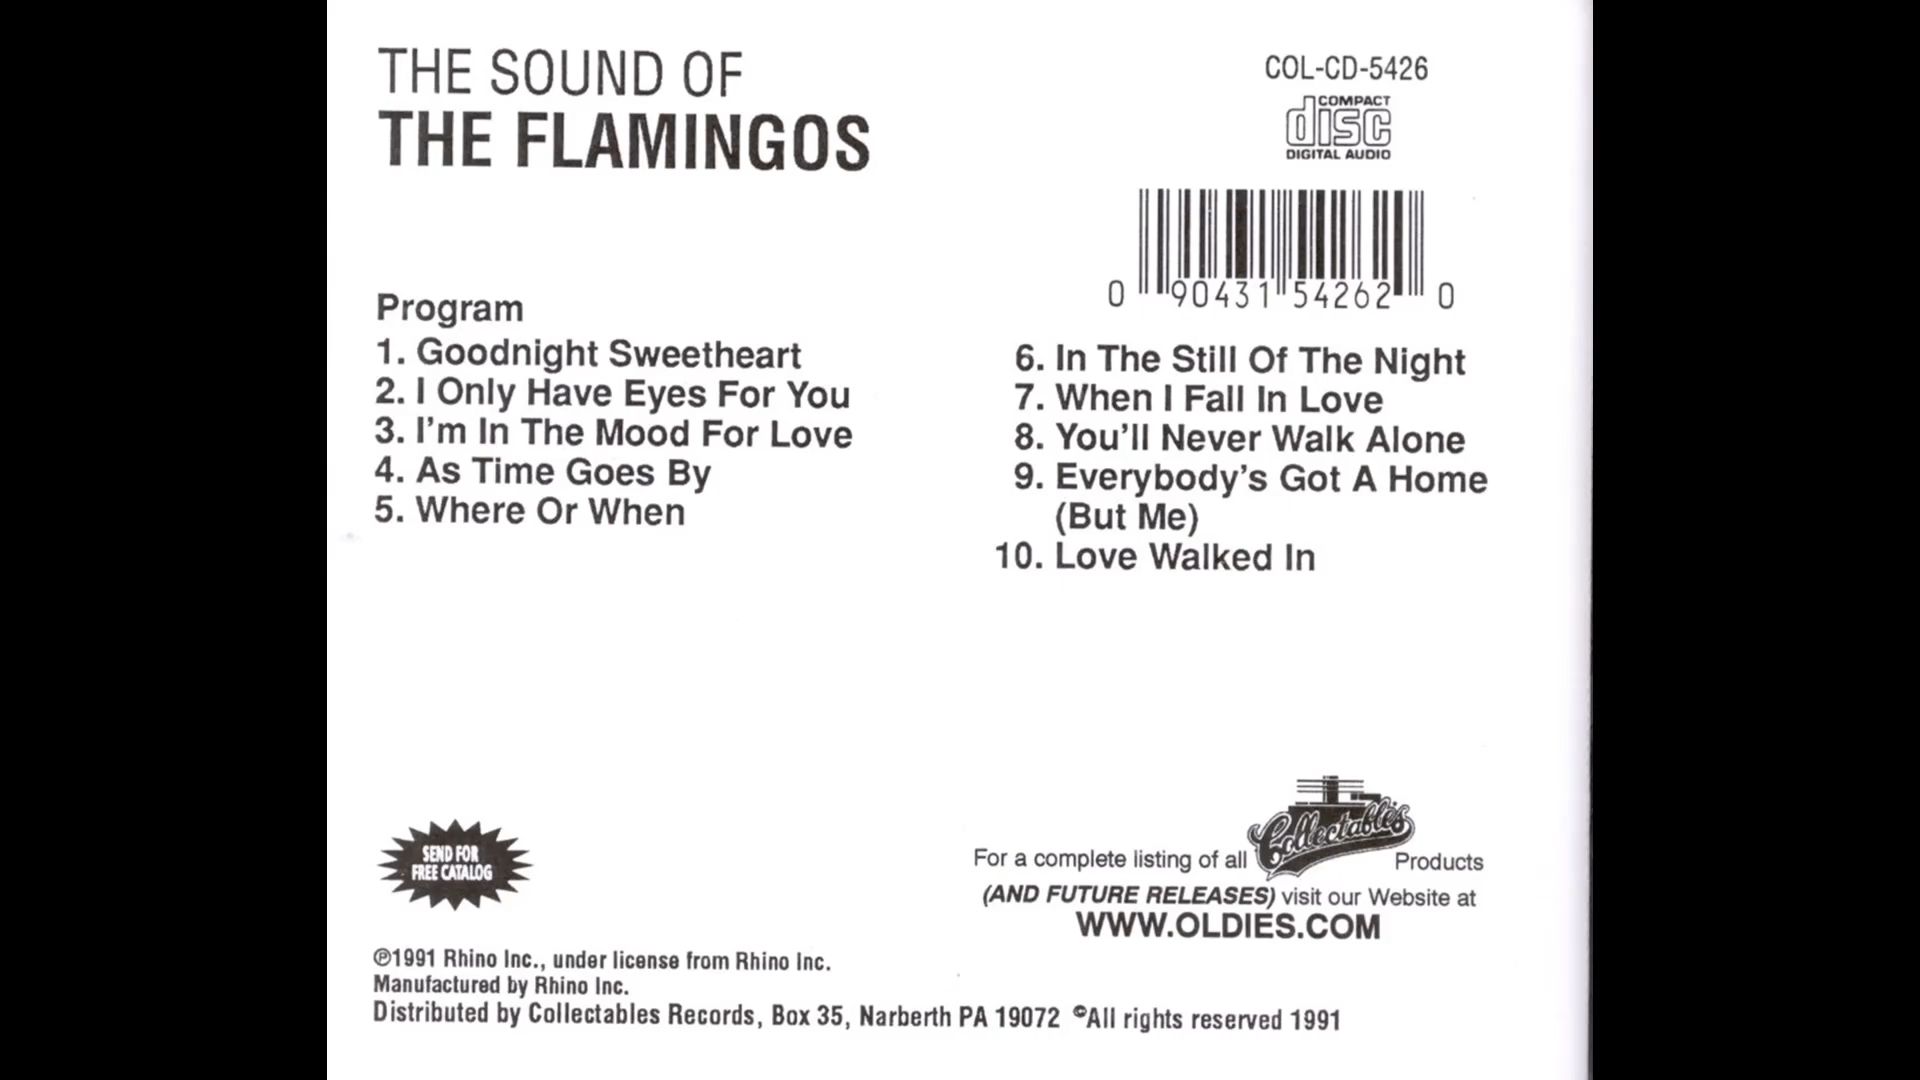 THE SOUND OF
THE FLAMINGOS
COL-CD-5426
COMPACT
disc
DIGITAL AUDIO
0 90431 54262 0
Program
1. Goodnight Sweetheart
2. I Only Have Eyes For You
3. I'm In The Mood For Love
4. As Time Goes By
5. Where Or When
6. In The Still Of The Night
7. When I Fall In Love
8. You'll Never Walk Alone
9. Everybody's Got A Home
(But Me)
10. Love Walked In
SEND FOR
FREE CATALOG
For a complete listing of all Collectables Products
(AND FUTURE RELEASES) visit our Website at
WWW.OLDIES.COM
℗1991 Rhino Inc., under license from Rhino Inc.
Manufactured by Rhino Inc.
Distributed by Collectables Records, Box 35, Narberth PA 19072 ©All rights reserved 1991